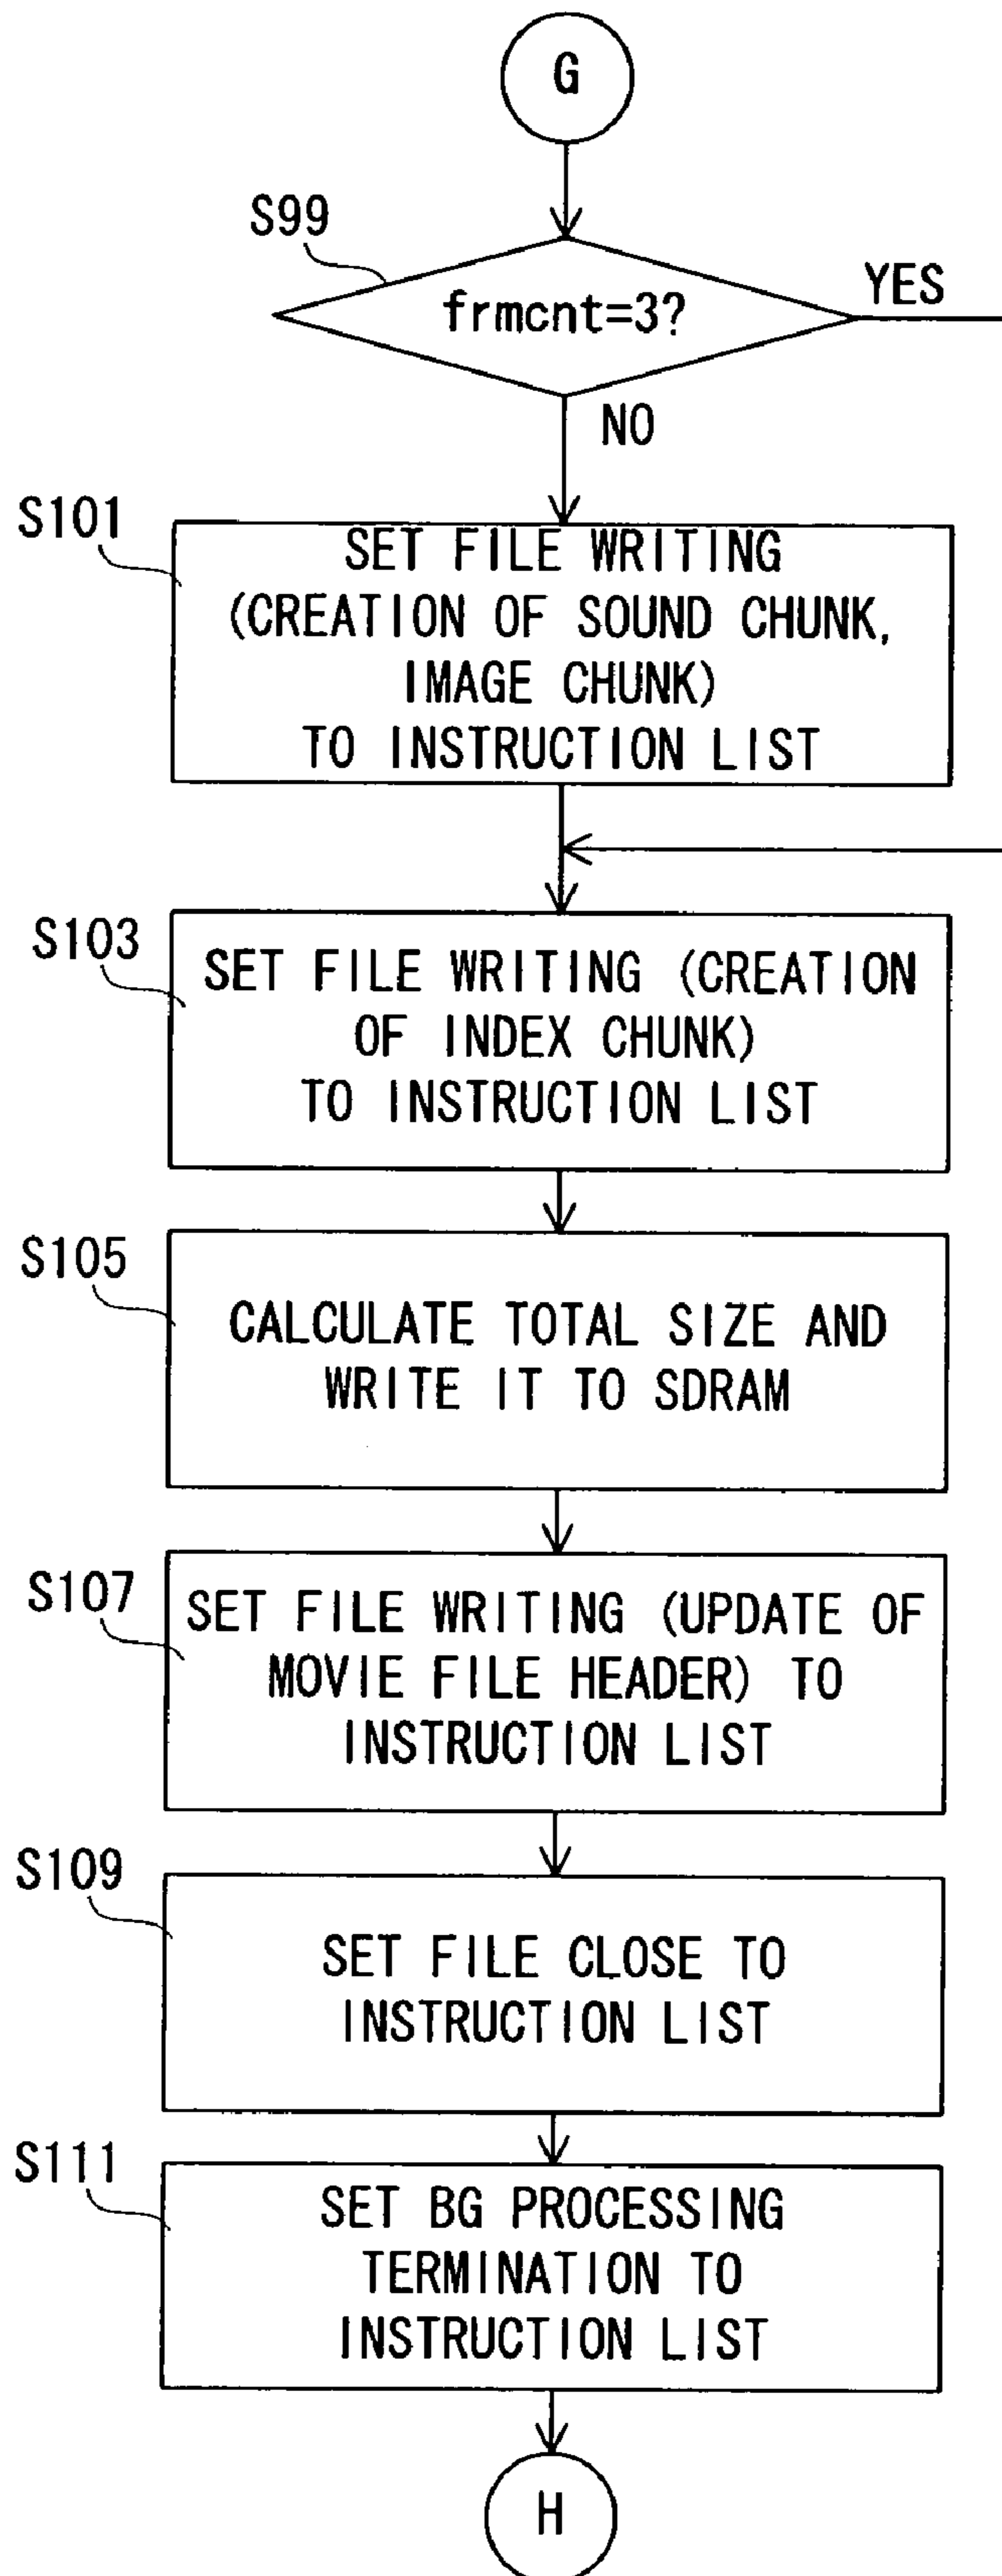 G
S99
frmcnt=3?
YES
NO
S101
SET FILE WRITING
(CREATION OF SOUND CHUNK,
IMAGE CHUNK)
TO INSTRUCTION LIST
S103
SET FILE WRITING (CREATION
OF INDEX CHUNK)
TO INSTRUCTION LIST
S105
CALCULATE TOTAL SIZE AND
WRITE IT TO SDRAM
S107
SET FILE WRITING (UPDATE OF
MOVIE FILE HEADER) TO
INSTRUCTION LIST
S109
SET FILE CLOSE TO
INSTRUCTION LIST
S111
SET BG PROCESSING
TERMINATION TO
INSTRUCTION LIST
H